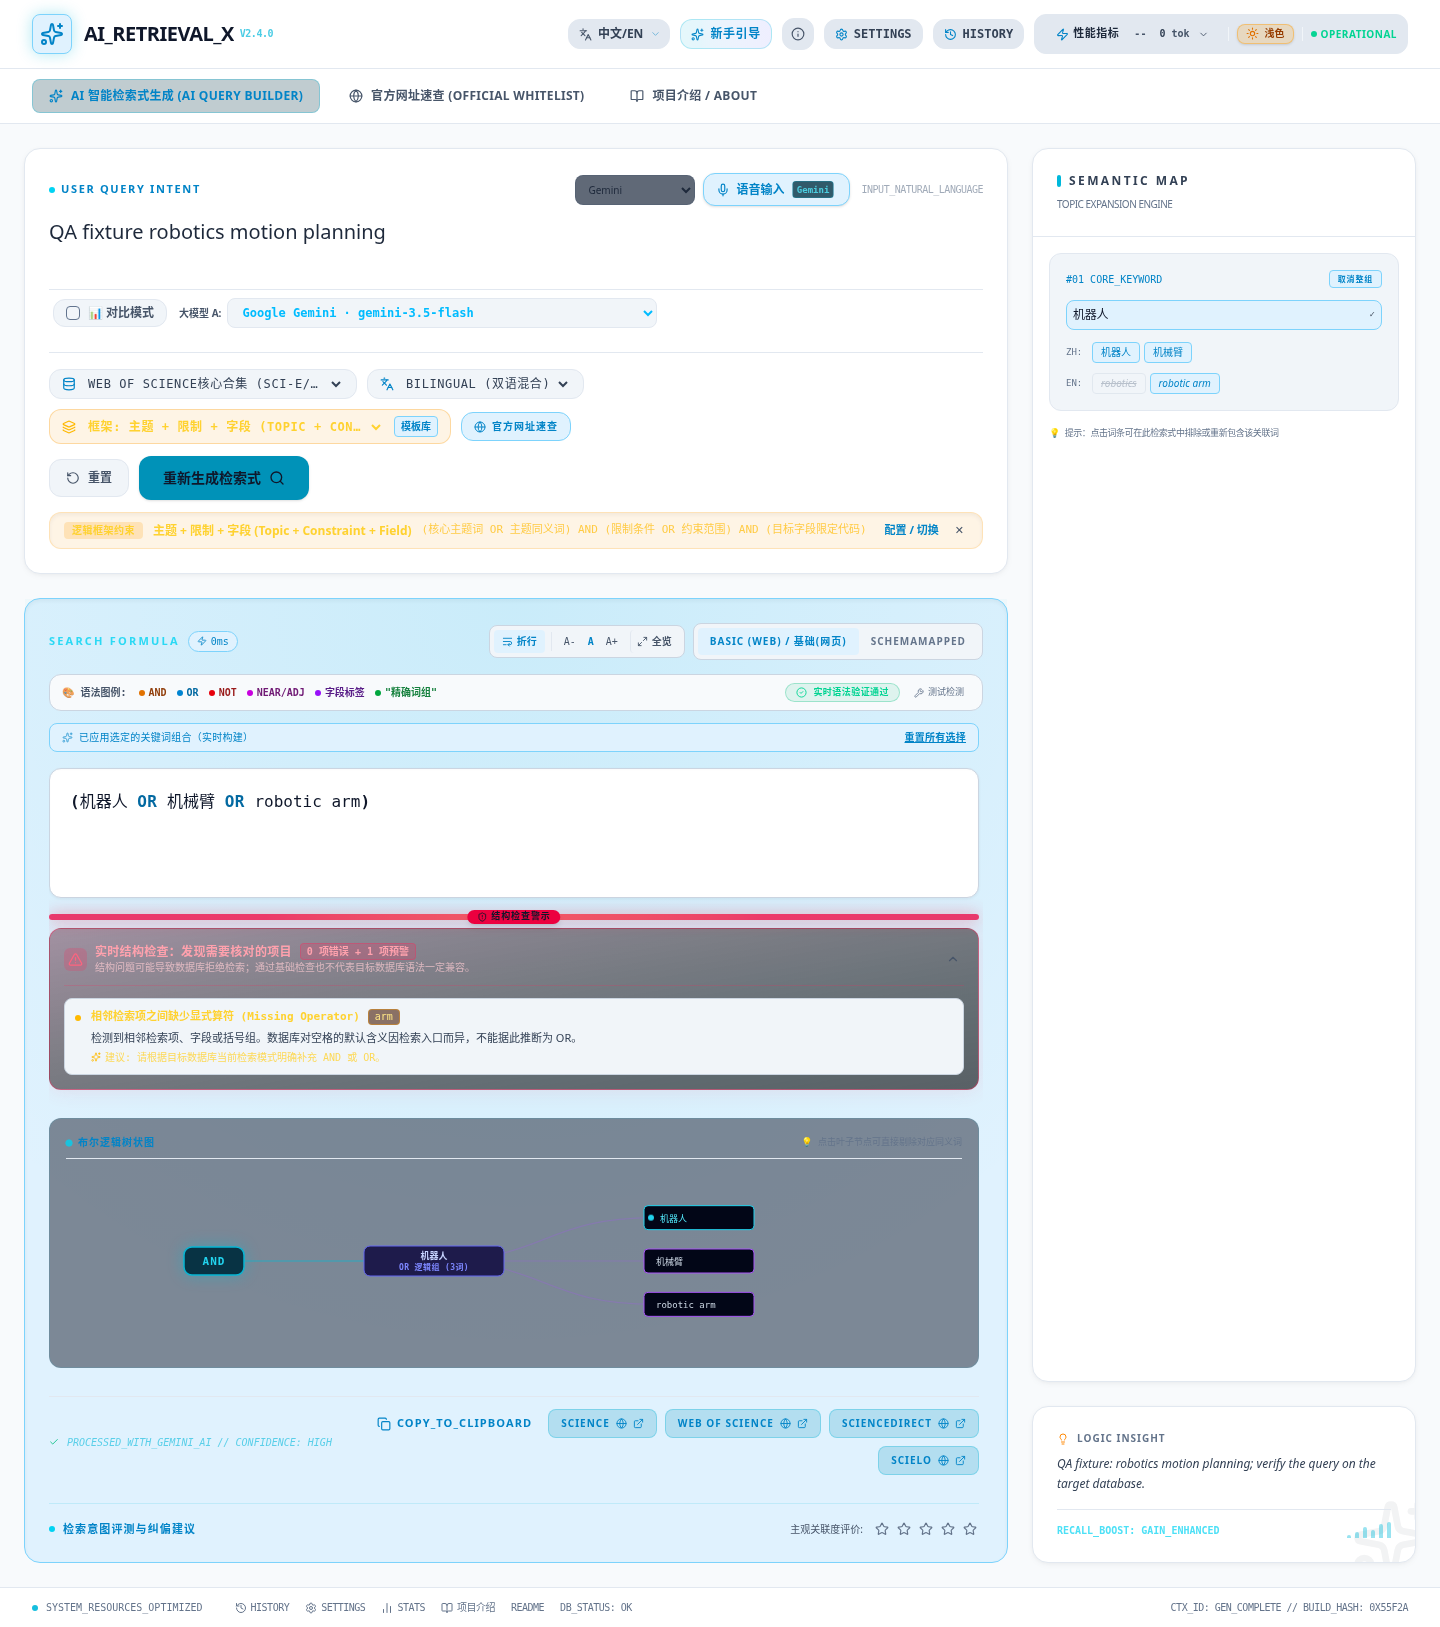 AI_RETRIEVAL_X V2.4.0
中文/EN
新手引导
SETTINGS
HISTORY
性能指标 -- 0 tok
浅色
OPERATIONAL
AI 智能检索式生成 (AI QUERY BUILDER)
官方网址速查 (OFFICIAL WHITELIST)
项目介绍 / ABOUT
USER QUERY INTENT
Gemini
语音输入 Gemini
INPUT_NATURAL_LANGUAGE
QA fixture robotics motion planning
📊 对比模式
大模型 A:
Google Gemini · gemini-3.5-flash
WEB OF SCIENCE核心合集 (SCI-E/…
BILINGUAL (双语混合)
框架: 主题 + 限制 + 字段 (TOPIC + CON…
模板库
官方网址速查
重置
重新生成检索式
逻辑框架约束 主题 + 限制 + 字段 (Topic + Constraint + Field) (核心主题词 OR 主题同义词) AND (限制条件 OR 约束范围) AND (目标字段限定代码) 配置 / 切换 ×
SEARCH FORMULA
0ms
折行
A- A A+
全览
BASIC (WEB) / 基础(网页)
SCHEMAMAPPED
🎨 语法图例: AND OR NOT NEAR/ADJ 字段标签 "精确词组"
实时语法验证通过
测试检测
已应用选定的关键词组合（实时构建）
重置所有选择
(机器人 OR 机械臂 OR robotic arm)
结构检查警示
实时结构检查：发现需要核对的项目 0 项错误 + 1 项预警
结构问题可能导致数据库拒绝检索；通过基础检查也不代表目标数据库语法一定兼容。
相邻检索项之间缺少显式算符 (Missing Operator) arm
检测到相邻检索项、字段或括号组。数据库对空格的默认含义因检索入口而异，不能据此推断为 OR。
建议: 请根据目标数据库当前检索模式明确补充 AND 或 OR。
布尔逻辑树状图
💡 点击叶子节点可直接剔除对应同义词
AND
机器人
OR 逻辑组 (3词)
机器人
机械臂
robotic arm
PROCESSED_WITH_GEMINI_AI // CONFIDENCE: HIGH
COPY_TO_CLIPBOARD
SCIENCE
WEB OF SCIENCE
SCIENCEDIRECT
SCIELO
检索意图评测与纠偏建议
主观关联度评价:
SEMANTIC MAP
TOPIC EXPANSION ENGINE
#01 CORE_KEYWORD
取消整组
机器人 ✓
ZH: 机器人 机械臂
EN: robotics robotic arm
💡 提示：点击词条可在此检索式中排除或重新包含该关联词
LOGIC INSIGHT
QA fixture: robotics motion planning; verify the query on the
target database.
RECALL_BOOST: GAIN_ENHANCED
SYSTEM_RESOURCES_OPTIMIZED
HISTORY
SETTINGS
STATS
项目介绍
README
DB_STATUS: OK
CTX_ID: GEN_COMPLETE // BUILD_HASH: 0X55F2A